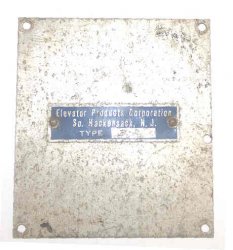 Elevator Products Corporation
So. Hackensack, N. J.
TYPE